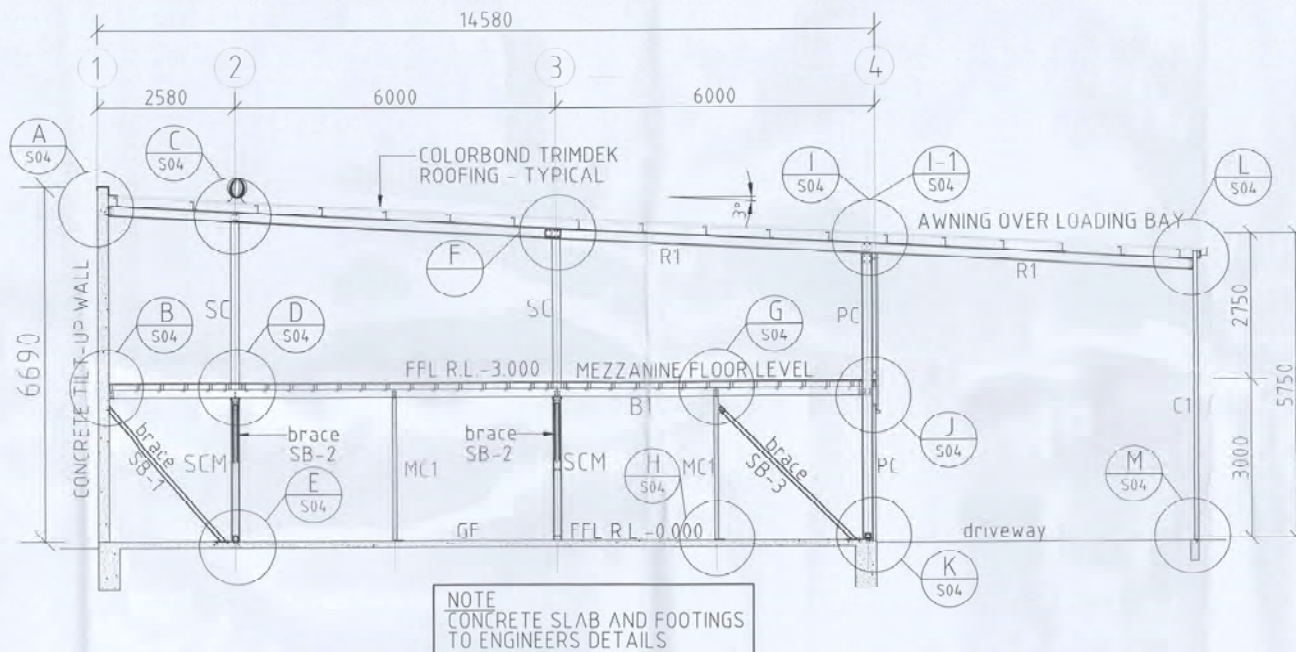 14580
1
2
3
4
2580
6000
6000
A
S04
C
S04
COLORBOND TRIMDEK
ROOFING - TYPICAL
3°
I
S04
I-1
S04
L
S04
AWNING OVER LOADING BAY
F
R1
R1
CONCRETE TILT-UP WALL
6690
B
S04
SC
D
S04
SC
G
S04
PC
2750
5750
FFL R.L.-3.000
MEZZANINE FLOOR LEVEL
B1
J
S04
C1
3000
brace
SB-1
SCM
brace
SB-2
MC1
brace
SB-2
SCM
H
S04
MC1
brace
SB-3
PC
M
S04
E
S04
GF
FFL R.L.-0.000
driveway
K
S04
NOTE
CONCRETE SLAB AND FOOTINGS
TO ENGINEERS DETAILS